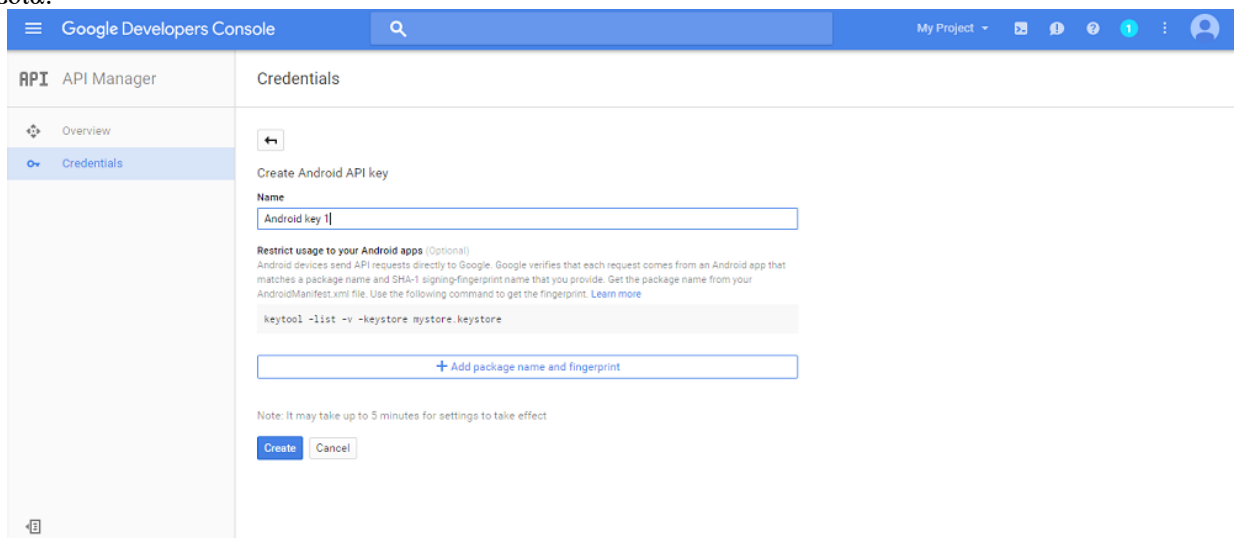 Google Developers Console
My Project
1
API API Manager
Credentials
Overview
Credentials
Create Android API key
Name
Android key 1
Restrict usage to your Android apps (Optional)
Android devices send API requests directly to Google. Google verifies that each request comes from an Android app that
matches a package name and SHA-1 signing-fingerprint name that you provide. Get the package name from your
AndroidManifest.xml file. Use the following command to get the fingerprint. Learn more
keytool -list -v -keystore mystore.keystore
+ Add package name and fingerprint
Note: It may take up to 5 minutes for settings to take effect
Create Cancel